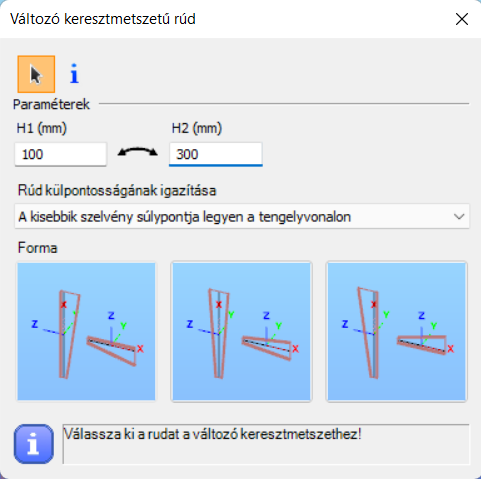 Változó keresztmetszetű rúd
Paraméterek
H1 (mm)
H2 (mm)
100
300
Rúd külpontosságának igazítása
A kisebbik szelvény súlypontja legyen a tengelyvonalon
Forma
X Y Z Z Y X
X Y Z Z Y X
X Y Z Z Y X
Válassza ki a rudat a változó keresztmetszethez!